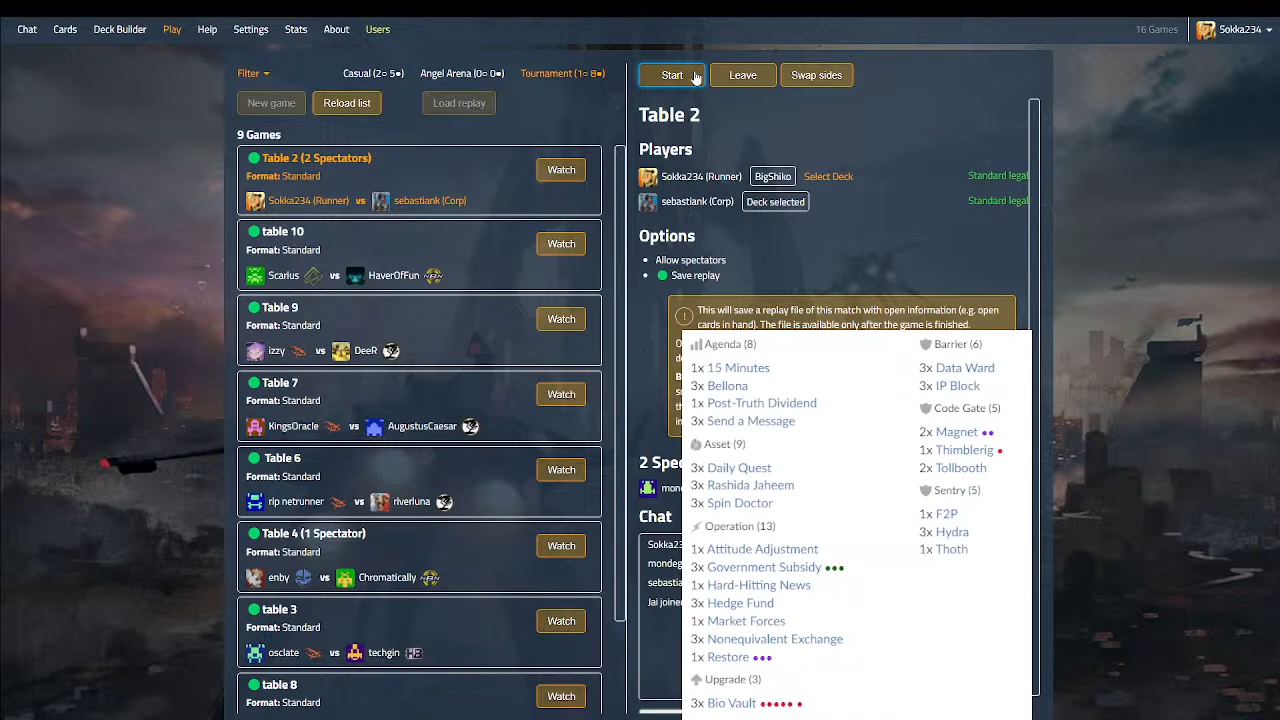 Chat Cards Deck Builder Play Help Settings Stats About Users 16 Games Sokka234
Filter Casual (2○ 5●) Angel Arena (0○ 0●) Tournament (1○ 8●)
New game Reload list Load replay
9 Games
Table 2 (2 Spectators)
Format: Standard
Watch
Sokka234 (Runner) vs sebastiank (Corp)
table 10
Format: Standard
Watch
Scarius vs HaverOfFun
Table 9
Format: Standard
Watch
izzy vs DeeR
Table 7
Format: Standard
Watch
KingsOracle vs AugustusCaesar
Table 6
Format: Standard
Watch
rip netrunner vs riverluna
Table 4 (1 Spectator)
Format: Standard
Watch
enby vs Chromatically
table 3
Format: Standard
Watch
osclate vs techgin
table 8
Format: Standard
Watch
Start Leave Swap sides
Table 2
Players
Sokka234 (Runner) BigShiko Select Deck Standard legal
sebastiank (Corp) Deck selected Standard legal
Options
Allow spectators
Save replay
This will save a replay file of this match with open information (e.g. open
cards in hand). The file is available only after the game is finished.
2 Spe
Chat
Sokka23
mondeg
sebastia
Jai joined
Agenda (8)
1x 15 Minutes
3x Bellona
1x Post-Truth Dividend
3x Send a Message
Asset (9)
3x Daily Quest
3x Rashida Jaheem
3x Spin Doctor
Operation (13)
1x Attitude Adjustment
3x Government Subsidy
1x Hard-Hitting News
3x Hedge Fund
1x Market Forces
3x Nonequivalent Exchange
1x Restore
Upgrade (3)
3x Bio Vault
Barrier (6)
3x Data Ward
3x IP Block
Code Gate (5)
2x Magnet
1x Thimblerig
2x Tollbooth
Sentry (5)
1x F2P
3x Hydra
1x Thoth